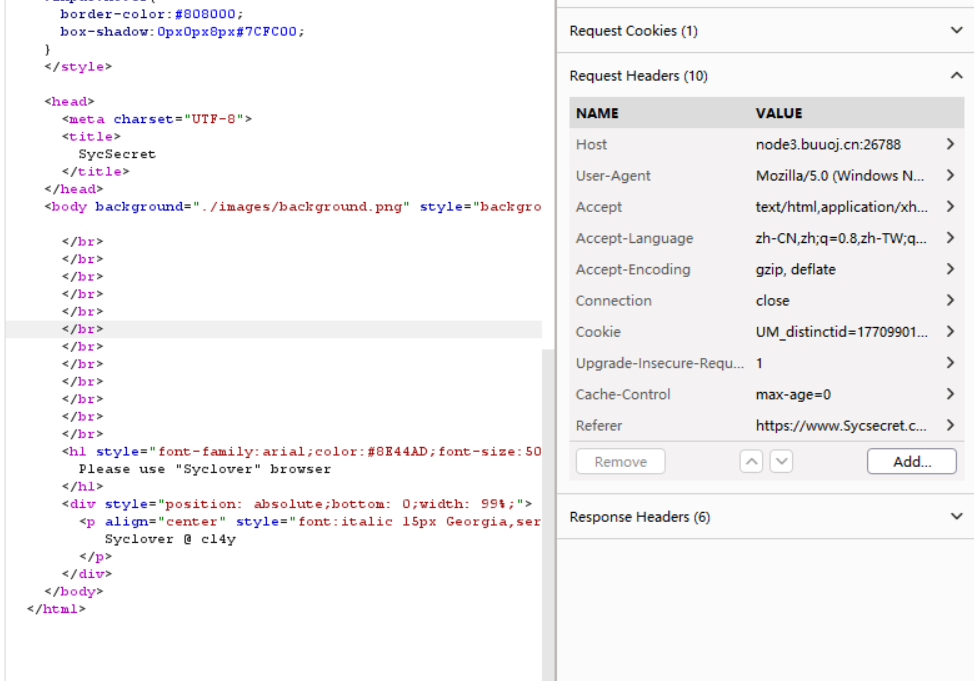 border-color:#808000;
box-shadow:0px0px8px#7CFC00;
}
</style>
<head>
<meta charset="UTF-8">
<title>
SycSecret
</title>
</head>
<body background="./images/background.png" style="backgro
</br>
</br>
</br>
</br>
</br>
</br>
</br>
</br>
</br>
</br>
</br>
</br>
<h1 style="font-family:arial;color:#8E44AD;font-size:50
Please use "Syclover" browser
</h1>
<div style="position: absolute;bottom: 0;width: 99%;">
<p align="center" style="font:italic 15px Georgia,ser
Syclover @ cl4y
</p>
</div>
</body>
</html>
Request Cookies (1)
Request Headers (10)
NAME VALUE
Host node3.buuoj.cn:26788
User-Agent Mozilla/5.0 (Windows N...
Accept text/html,application/xh...
Accept-Language zh-CN,zh;q=0.8,zh-TW;q...
Accept-Encoding gzip, deflate
Connection close
Cookie UM_distinctid=17709901...
Upgrade-Insecure-Requ... 1
Cache-Control max-age=0
Referer https://www.Sycsecret.c...
Remove Add...
Response Headers (6)